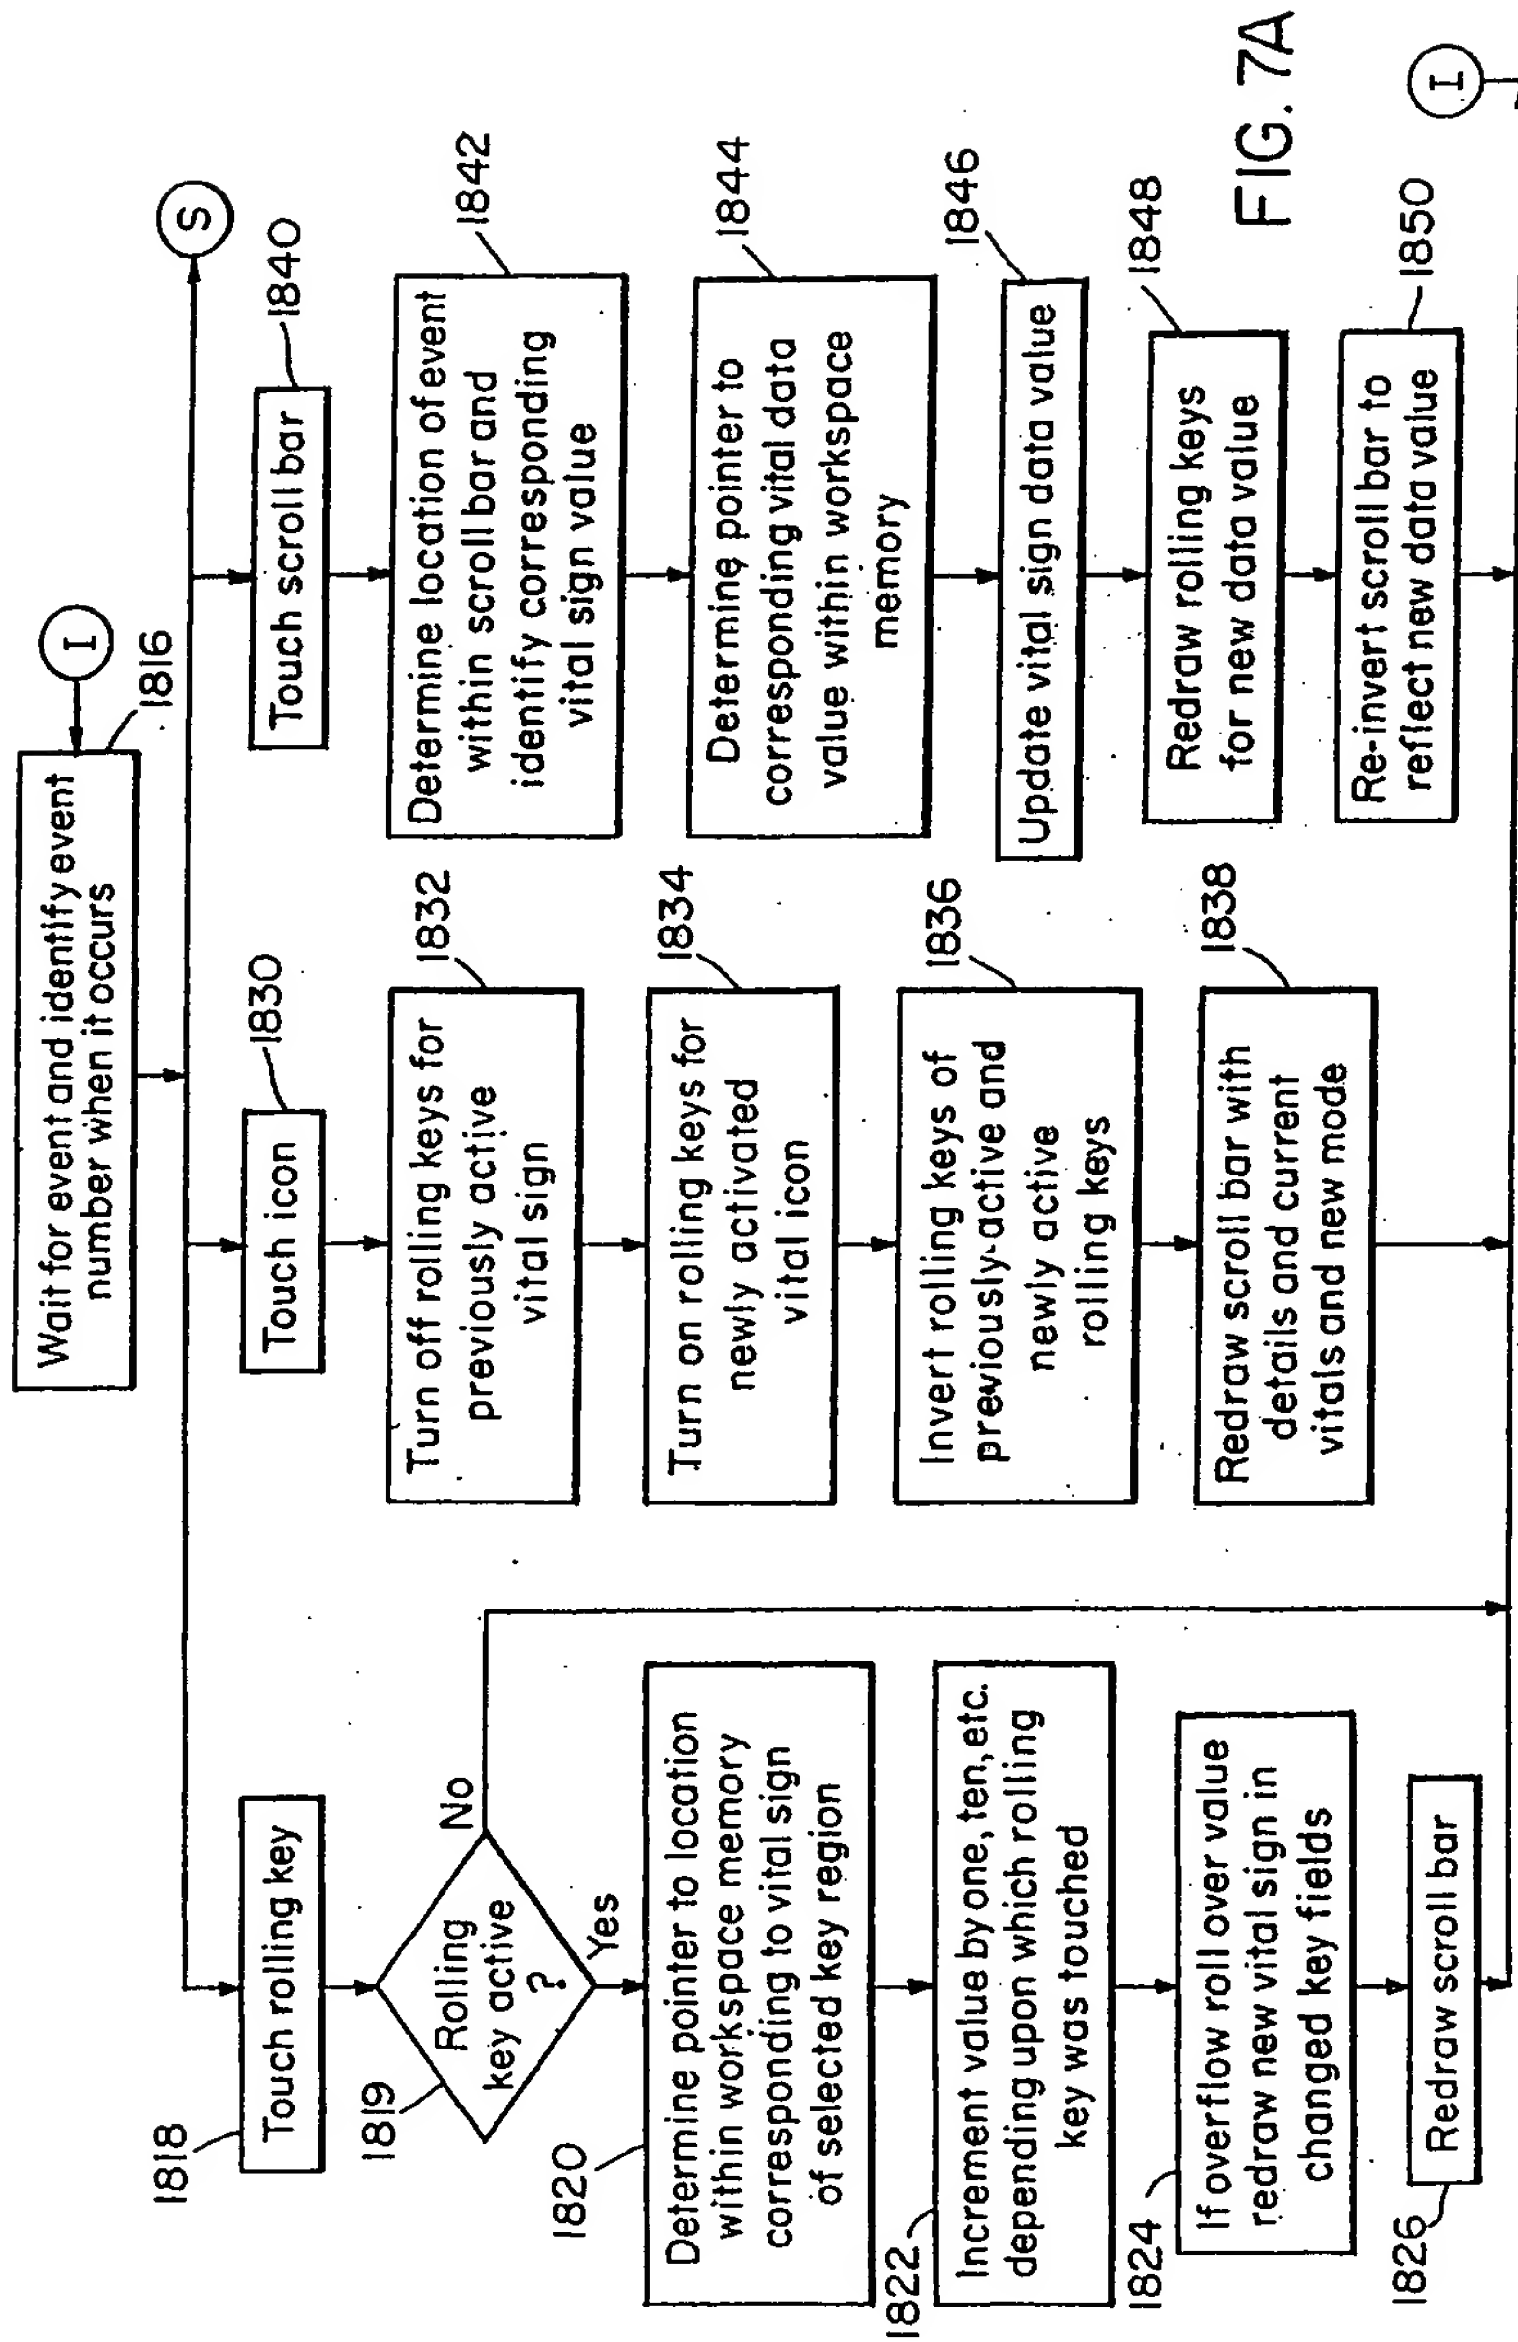 I
Wait for event and identify event
number when it occurs
1816
S
1818
Touch rolling key
1819
Rolling
key active
?
No
Yes
1820
Determine pointer to location
within workspace memory
corresponding to vital sign
of selected key region
1822
Increment value by one, ten, etc.
depending upon which rolling
key was touched
1824
If overflow roll over value
redraw new vital sign in
changed key fields
1826
Redraw scroll bar
1830
Touch icon
1832
Turn off rolling keys for
previously active
vital sign
1834
Turn on rolling keys for
newly activated
vital icon
1836
Invert rolling keys of
previously active and
newly active
rolling keys
1838
Redraw scroll bar with
details and current
vitals and new mode
1840
Touch scroll bar
1842
Determine location of event
within scroll bar and
identify corresponding
vital sign value
1844
Determine pointer to
corresponding vital data
value within workspace
memory
1846
Update vital sign data value
1848
Redraw rolling keys
for new data value
1850
Re-invert scroll bar to
reflect new data value
FIG. 7A
I